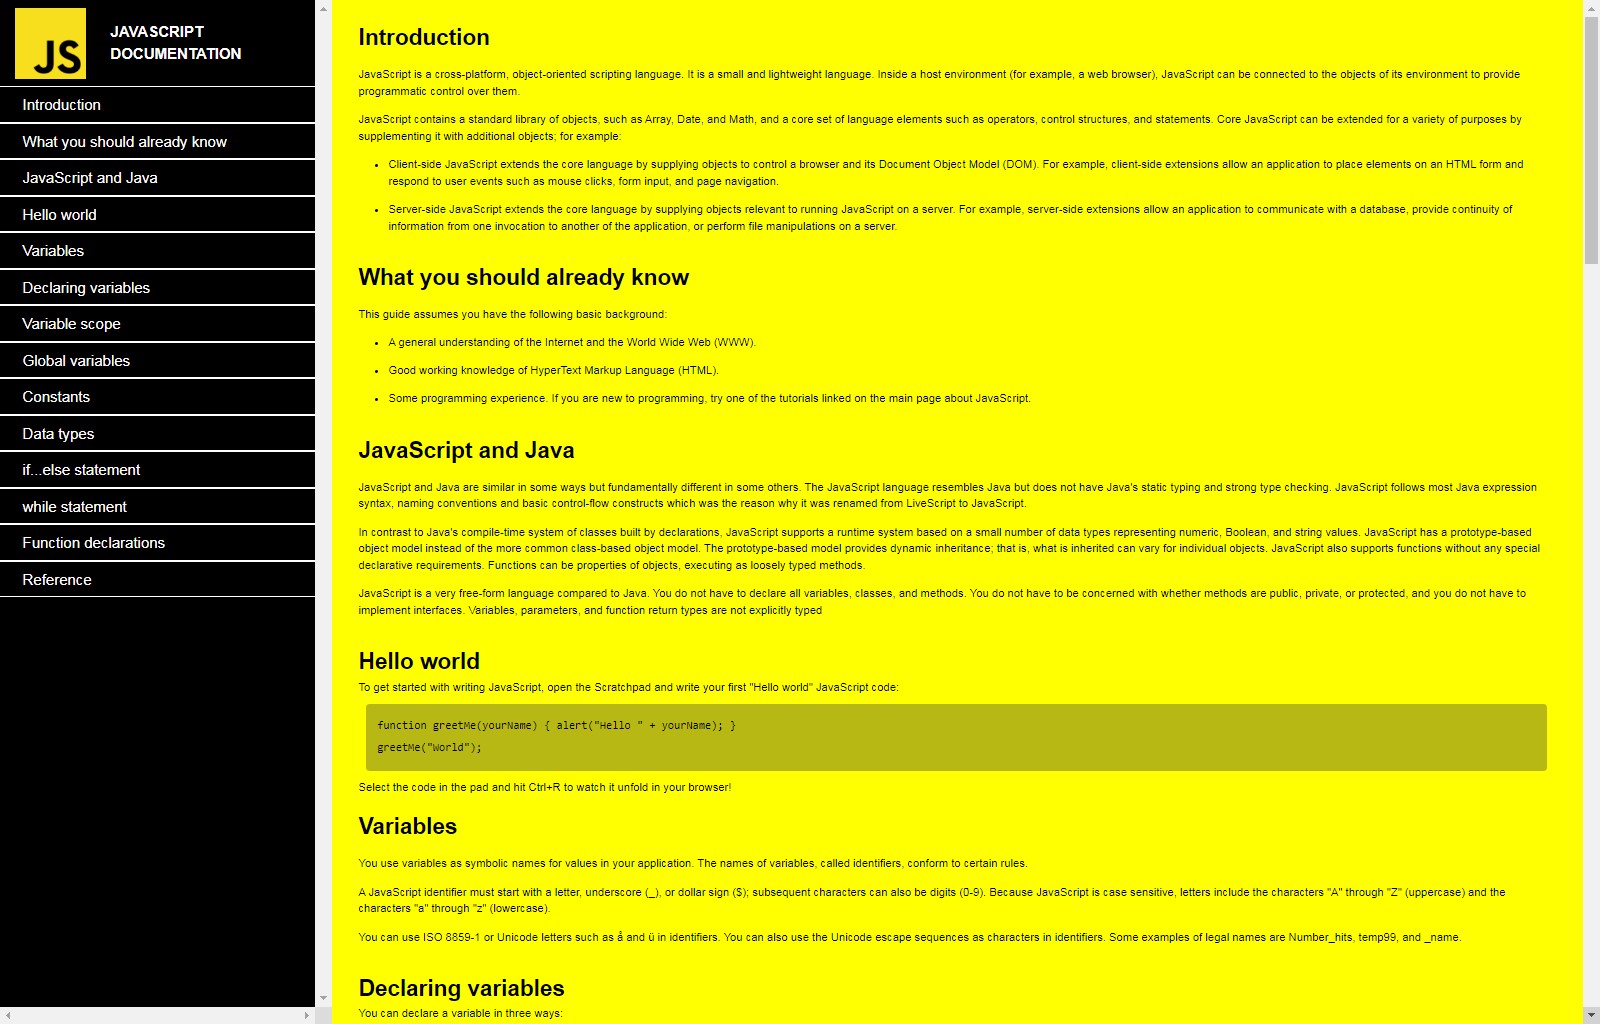 JS
JAVASCRIPT
DOCUMENTATION
Introduction
What you should already know
JavaScript and Java
Hello world
Variables
Declaring variables
Variable scope
Global variables
Constants
Data types
if...else statement
while statement
Function declarations
Reference
Introduction
JavaScript is a cross-platform, object-oriented scripting language. It is a small and lightweight language. Inside a host environment (for example, a web browser), JavaScript can be connected to the objects of its environment to provide
programmatic control over them.
JavaScript contains a standard library of objects, such as Array, Date, and Math, and a core set of language elements such as operators, control structures, and statements. Core JavaScript can be extended for a variety of purposes by
supplementing it with additional objects; for example:
• Client-side JavaScript extends the core language by supplying objects to control a browser and its Document Object Model (DOM). For example, client-side extensions allow an application to place elements on an HTML form and
respond to user events such as mouse clicks, form input, and page navigation.
• Server-side JavaScript extends the core language by supplying objects relevant to running JavaScript on a server. For example, server-side extensions allow an application to communicate with a database, provide continuity of
information from one invocation to another of the application, or perform file manipulations on a server.
What you should already know
This guide assumes you have the following basic background:
• A general understanding of the Internet and the World Wide Web (WWW).
• Good working knowledge of HyperText Markup Language (HTML).
• Some programming experience. If you are new to programming, try one of the tutorials linked on the main page about JavaScript.
JavaScript and Java
JavaScript and Java are similar in some ways but fundamentally different in some others. The JavaScript language resembles Java but does not have Java's static typing and strong type checking. JavaScript follows most Java expression
syntax, naming conventions and basic control-flow constructs which was the reason why it was renamed from LiveScript to JavaScript.
In contrast to Java's compile-time system of classes built by declarations, JavaScript supports a runtime system based on a small number of data types representing numeric, Boolean, and string values. JavaScript has a prototype-based
object model instead of the more common class-based object model. The prototype-based model provides dynamic inheritance; that is, what is inherited can vary for individual objects. JavaScript also supports functions without any special
declarative requirements. Functions can be properties of objects, executing as loosely typed methods.
JavaScript is a very free-form language compared to Java. You do not have to declare all variables, classes, and methods. You do not have to be concerned with whether methods are public, private, or protected, and you do not have to
implement interfaces. Variables, parameters, and function return types are not explicitly typed
Hello world
To get started with writing JavaScript, open the Scratchpad and write your first "Hello world" JavaScript code:
function greetMe(yourName) { alert("Hello " + yourName); }
greetMe("World");
Select the code in the pad and hit Ctrl+R to watch it unfold in your browser!
Variables
You use variables as symbolic names for values in your application. The names of variables, called identifiers, conform to certain rules.
A JavaScript identifier must start with a letter, underscore (_), or dollar sign ($); subsequent characters can also be digits (0-9). Because JavaScript is case sensitive, letters include the characters "A" through "Z" (uppercase) and the
characters "a" through "z" (lowercase).
You can use ISO 8859-1 or Unicode letters such as å and ü in identifiers. You can also use the Unicode escape sequences as characters in identifiers. Some examples of legal names are Number_hits, temp99, and _name.
Declaring variables
You can declare a variable in three ways: